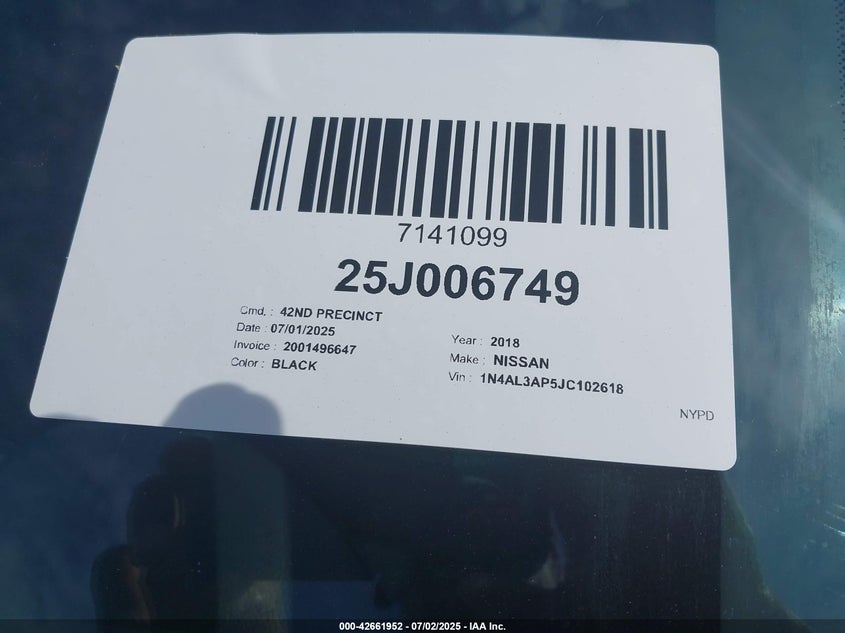 7141099
25J006749
Cmd. : 42ND PRECINCT
Date : 07/01/2025
Invoice : 2001496647
Color : BLACK
Year : 2018
Make : NISSAN
Vin : 1N4AL3AP5JC102618
NYPD
000-42661952 - 07/02/2025 - IAA Inc.